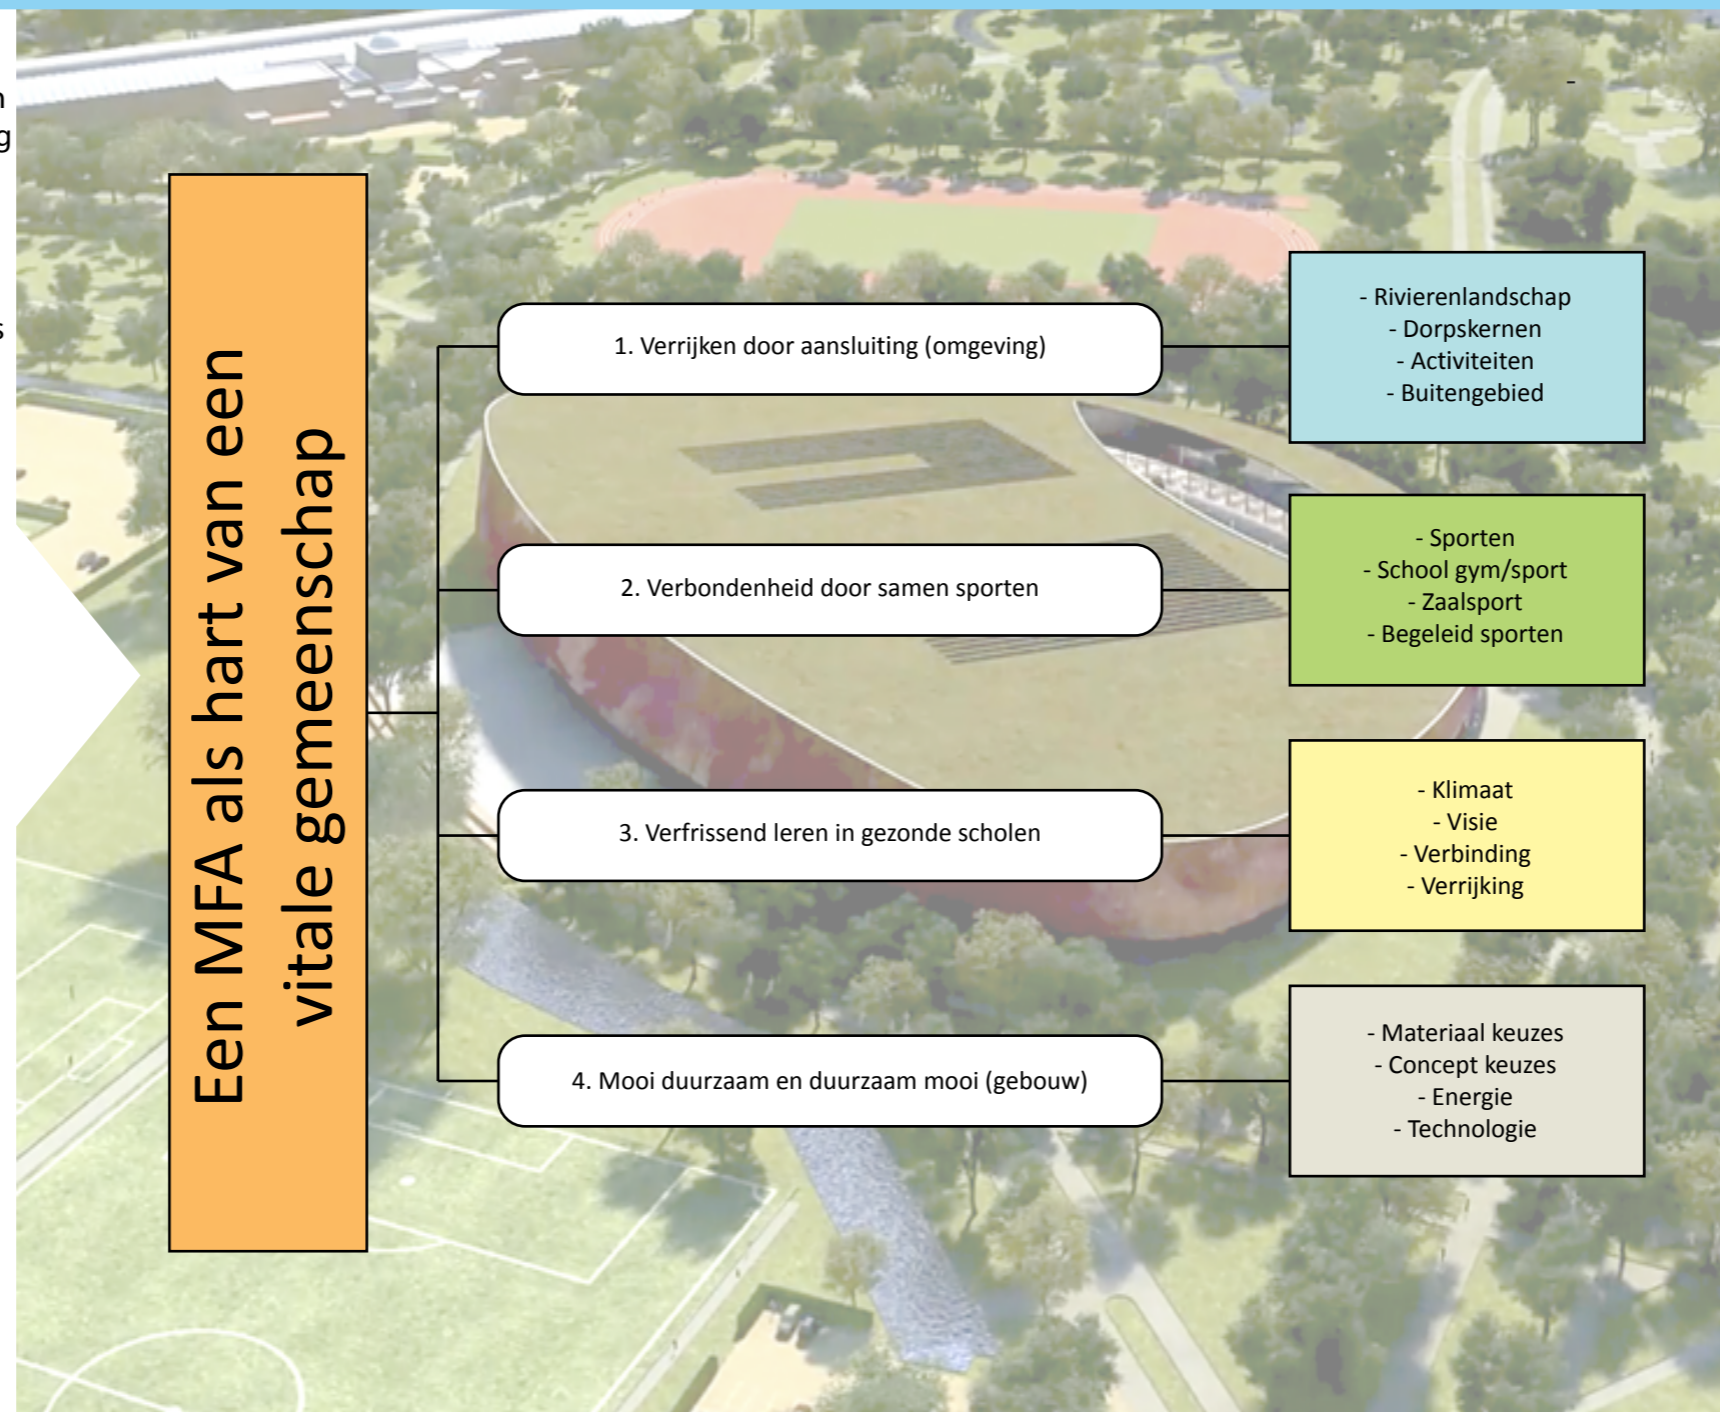 Een MFA als hart van een
vitale gemeenschap
1. Verrijken door aansluiting (omgeving)
- Rivierenlandschap
- Dorpskernen
- Activiteiten
- Buitengebied
2. Verbondenheid door samen sporten
- Sporten
- School gym/sport
- Zaalsport
- Begeleid sporten
3. Verfrissend leren in gezonde scholen
- Klimaat
- Visie
- Verbinding
- Verrijking
4. Mooi duurzaam en duurzaam mooi (gebouw)
- Materiaal keuzes
- Concept keuzes
- Energie
- Technologie